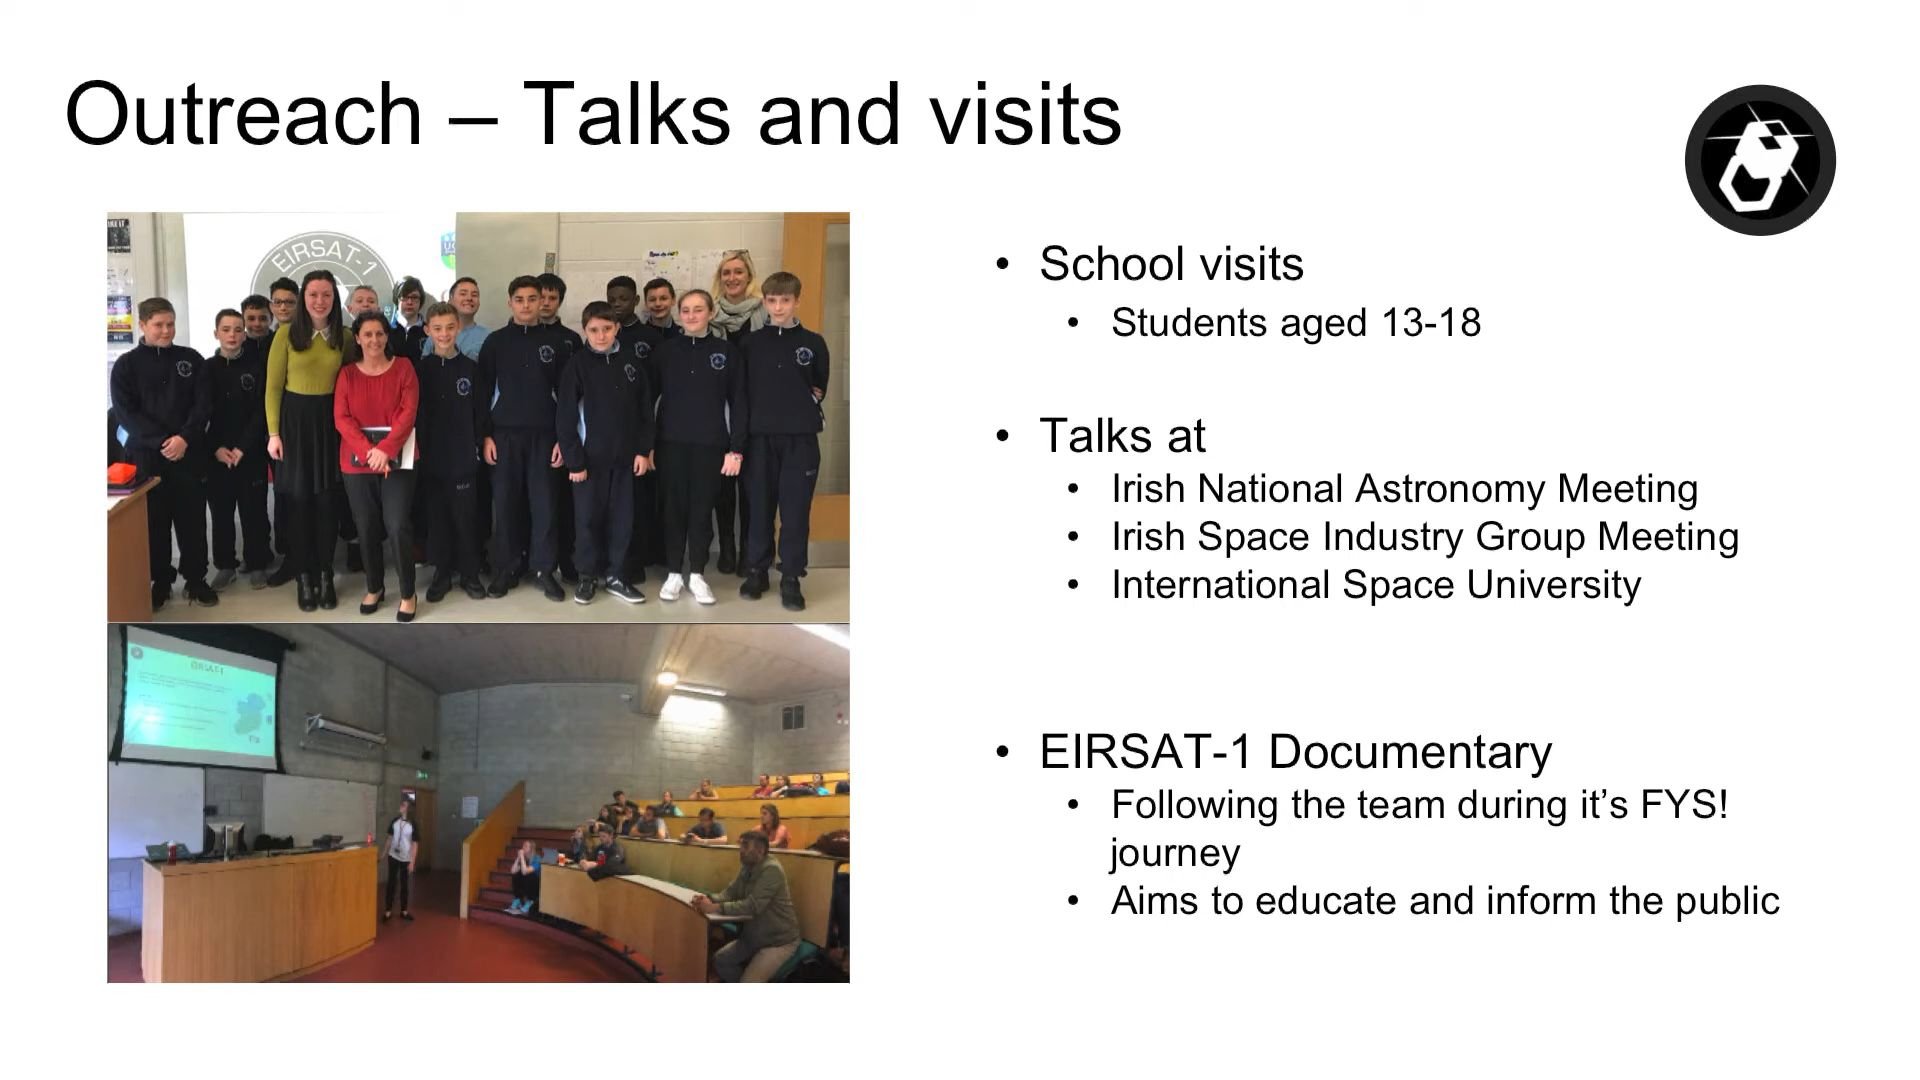 Outreach – Talks and visits
EIRSAT-1
• School visits
• Students aged 13-18
• Talks at
• Irish National Astronomy Meeting
• Irish Space Industry Group Meeting
• International Space University
• EIRSAT-1 Documentary
• Following the team during it’s FYS!
journey
• Aims to educate and inform the public